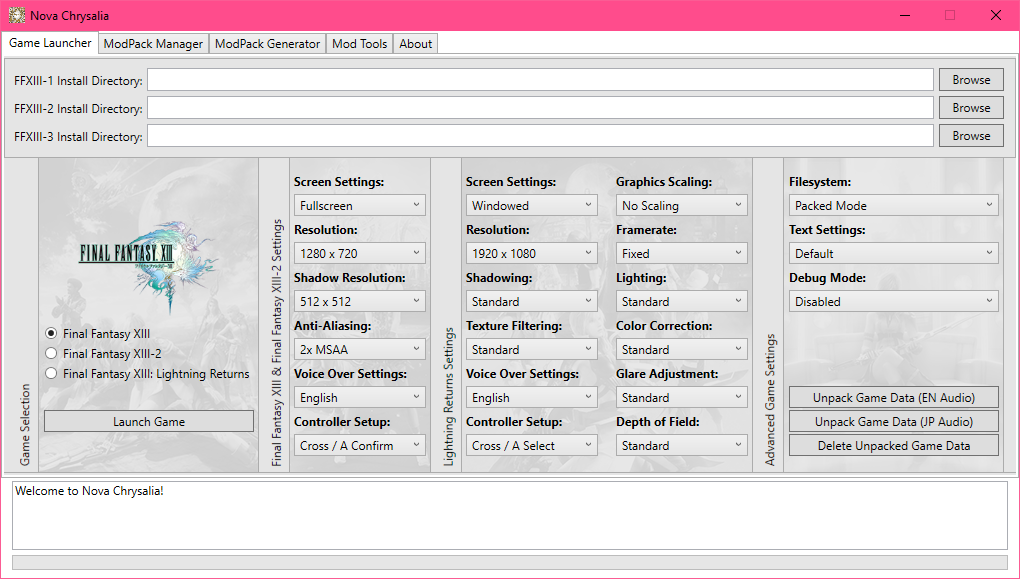 Nova Chrysalia
Game Launcher ModPack Manager ModPack Generator Mod Tools About
FFXIII-1 Install Directory: Browse
FFXIII-2 Install Directory: Browse
FFXIII-3 Install Directory: Browse
Game Selection
FINAL FANTASY XIII
Final Fantasy XIII
Final Fantasy XIII-2
Final Fantasy XIII: Lightning Returns
Launch Game
Final Fantasy XIII & Final Fantasy XIII-2 Settings
Screen Settings:
Fullscreen
Resolution:
1280 x 720
Shadow Resolution:
512 x 512
Anti-Aliasing:
2x MSAA
Voice Over Settings:
English
Controller Setup:
Cross / A Confirm
Lightning Returns Settings
Screen Settings:
Windowed
Resolution:
1920 x 1080
Shadowing:
Standard
Texture Filtering:
Standard
Voice Over Settings:
English
Controller Setup:
Cross / A Select
Graphics Scaling:
No Scaling
Framerate:
Fixed
Lighting:
Standard
Color Correction:
Standard
Glare Adjustment:
Standard
Depth of Field:
Standard
Advanced Game Settings
Filesystem:
Packed Mode
Text Settings:
Default
Debug Mode:
Disabled
Unpack Game Data (EN Audio)
Unpack Game Data (JP Audio)
Delete Unpacked Game Data
Welcome to Nova Chrysalia!